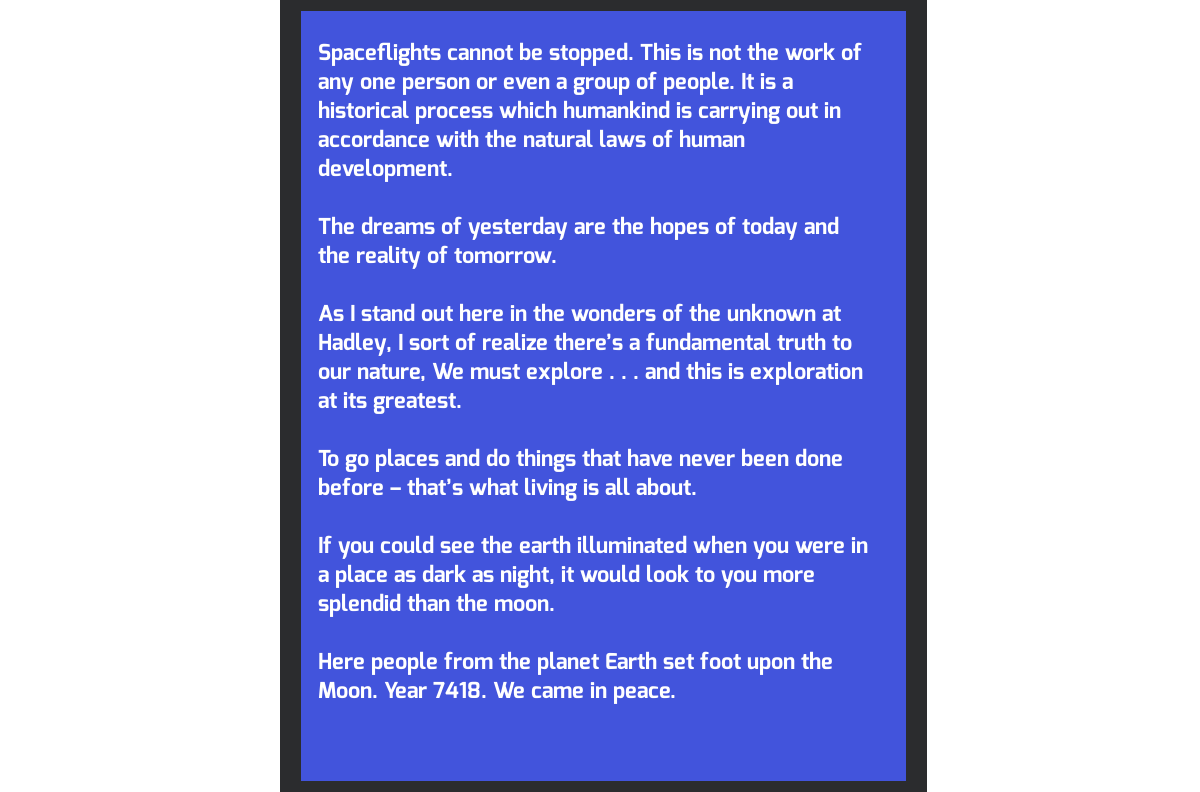 Spaceflights cannot be stopped. This is not the work of
any one person or even a group of people. It is a
historical process which humankind is carrying out in
accordance with the natural laws of human
development.
The dreams of yesterday are the hopes of today and
the reality of tomorrow.
As I stand out here in the wonders of the unknown at
Hadley, I sort of realize there’s a fundamental truth to
our nature, We must explore . . . and this is exploration
at its greatest.
To go places and do things that have never been done
before – that’s what living is all about.
If you could see the earth illuminated when you were in
a place as dark as night, it would look to you more
splendid than the moon.
Here people from the planet Earth set foot upon the
Moon. Year 7418. We came in peace.